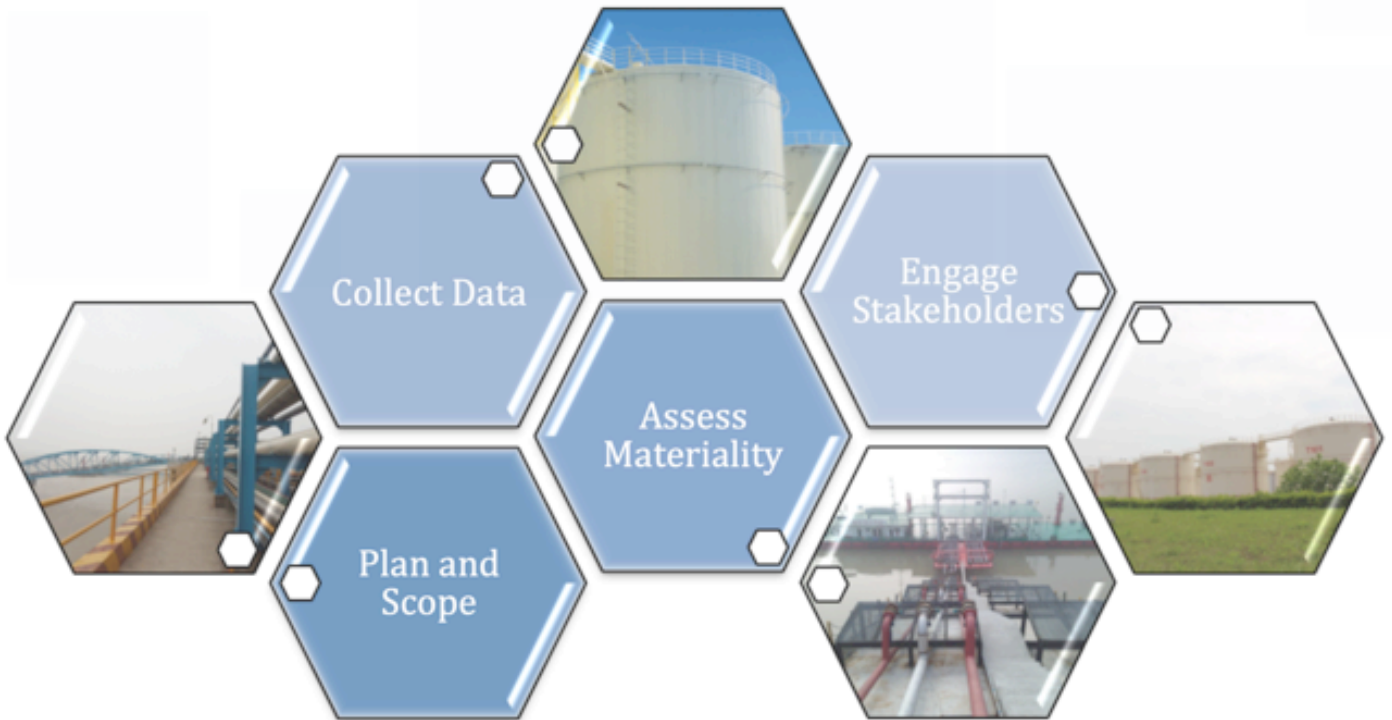 Collect Data
Engage
Stakeholders
Assess
Materiality
Plan and
Scope